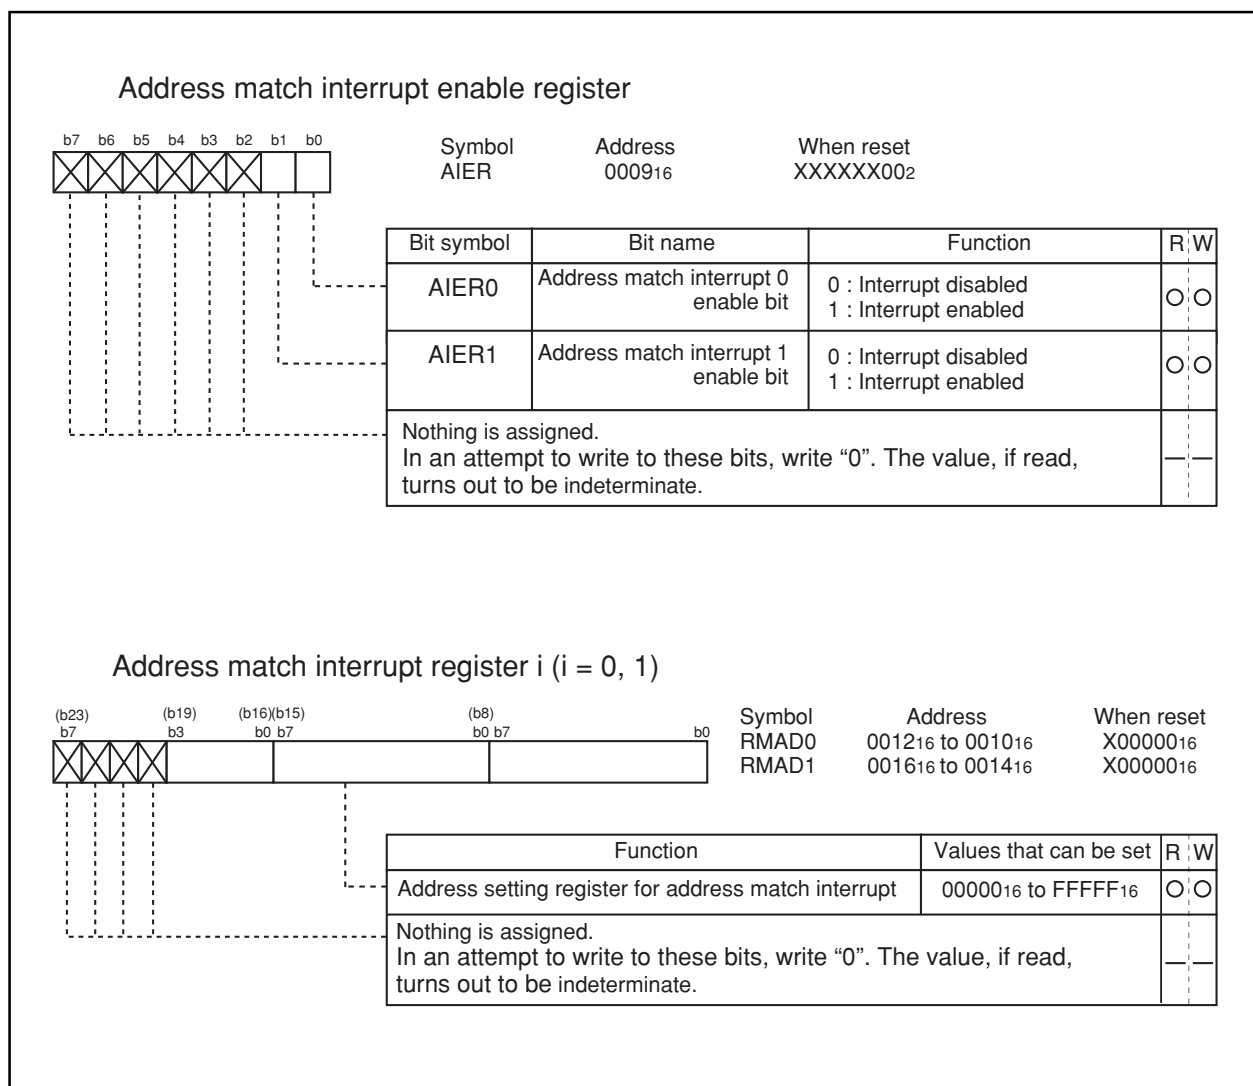 Address match interrupt enable register
b7 b6 b5 b4 b3 b2 b1 b0
Symbol Address When reset
AIER 000916 XXXXXX002
Bit symbol Bit name Function R W
AIER0 Address match interrupt 0 enable bit 0 : Interrupt disabled
1 : Interrupt enabled
AIER1 Address match interrupt 1 enable bit 0 : Interrupt disabled
1 : Interrupt enabled
Nothing is assigned.
In an attempt to write to these bits, write “0”. The value, if read,
turns out to be indeterminate.
Address match interrupt register i (i = 0, 1)
(b23) (b19) (b16)(b15) (b8)
b7 b3 b0 b7 b0 b7 b0
Symbol Address When reset
RMAD0 001216 to 001016 X0000016
RMAD1 001616 to 001416 X0000016
Function Values that can be set R W
Address setting register for address match interrupt 0000016 to FFFFF16
Nothing is assigned.
In an attempt to write to these bits, write “0”. The value, if read,
turns out to be indeterminate.